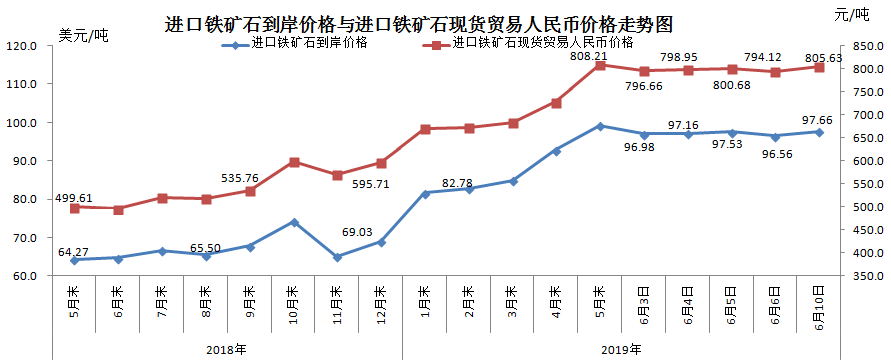 进口铁矿石到岸价格与进口铁矿石现货贸易人民币价格走势图
美元/吨
元/吨
进口铁矿石到岸价格
进口铁矿石现货贸易人民币价格
120.0
110.0
100.0
90.0
80.0
70.0
60.0
850.00
800.00
750.00
700.00
650.00
600.00
550.00
500.00
450.00
400.00
350.00
499.61
535.76
595.71
808.21
796.66
798.95
800.68
794.12
805.63
64.27
65.50
69.03
82.78
96.98
97.16
97.53
96.56
97.66
5月末
6月末
7月末
8月末
9月末
10月末
11月末
12月末
1月末
2月末
3月末
4月末
5月末
6月3日
6月4日
6月5日
6月6日
6月10日
2018年
2019年